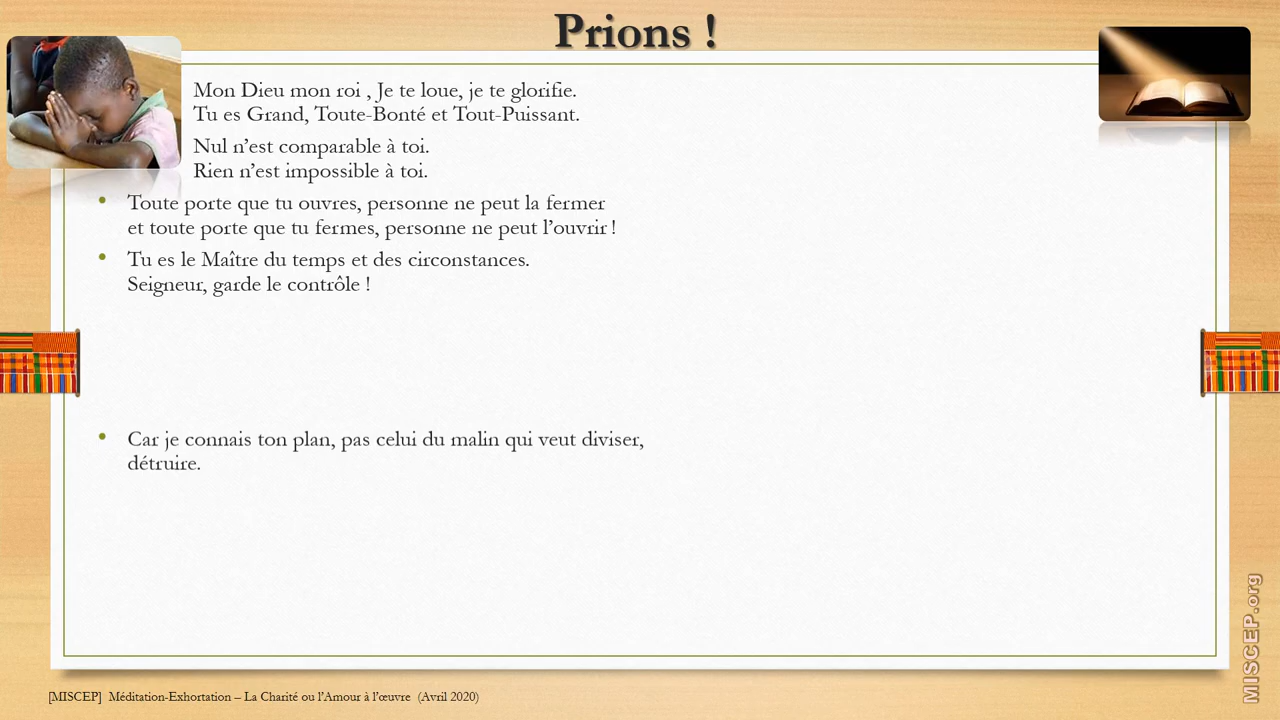 Prions !
Mon Dieu mon roi , Je te loue, je te glorifie.
Tu es Grand, Toute-Bonté et Tout-Puissant.
Nul n’est comparable à toi.
Rien n’est impossible à toi.
• Toute porte que tu ouvres, personne ne peut la fermer
et toute porte que tu fermes, personne ne peut l’ouvrir !
• Tu es le Maître du temps et des circonstances.
Seigneur, garde le contrôle !
• Car je connais ton plan, pas celui du malin qui veut diviser,
détruire.
MISCEP.org
[MISCEP] Méditation-Exhortation – La Charité ou l’Amour à l’œuvre (Avril 2020)